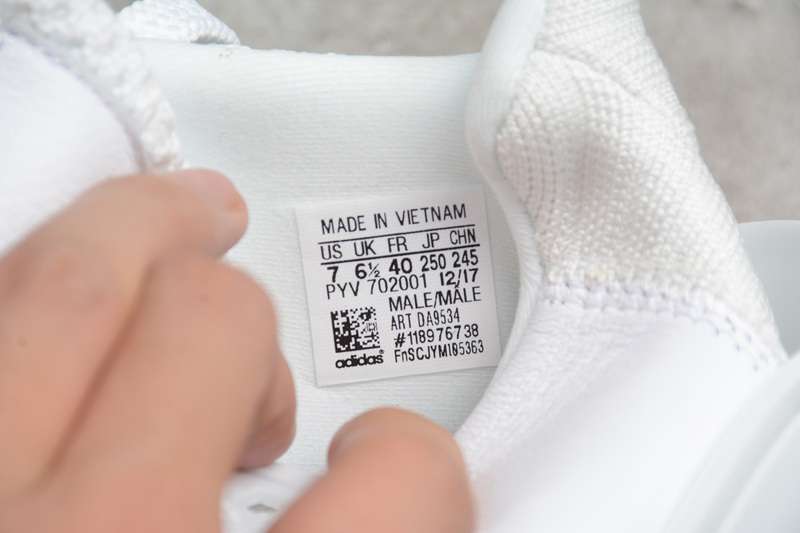 MADE IN VIETNAM
US UK FR JP CHN
7 6½ 40 250 245
PYV 702001 12/17
MALE/MÂLE
ART DA9534
#118976738
FnSCJYMI05363
adidas®